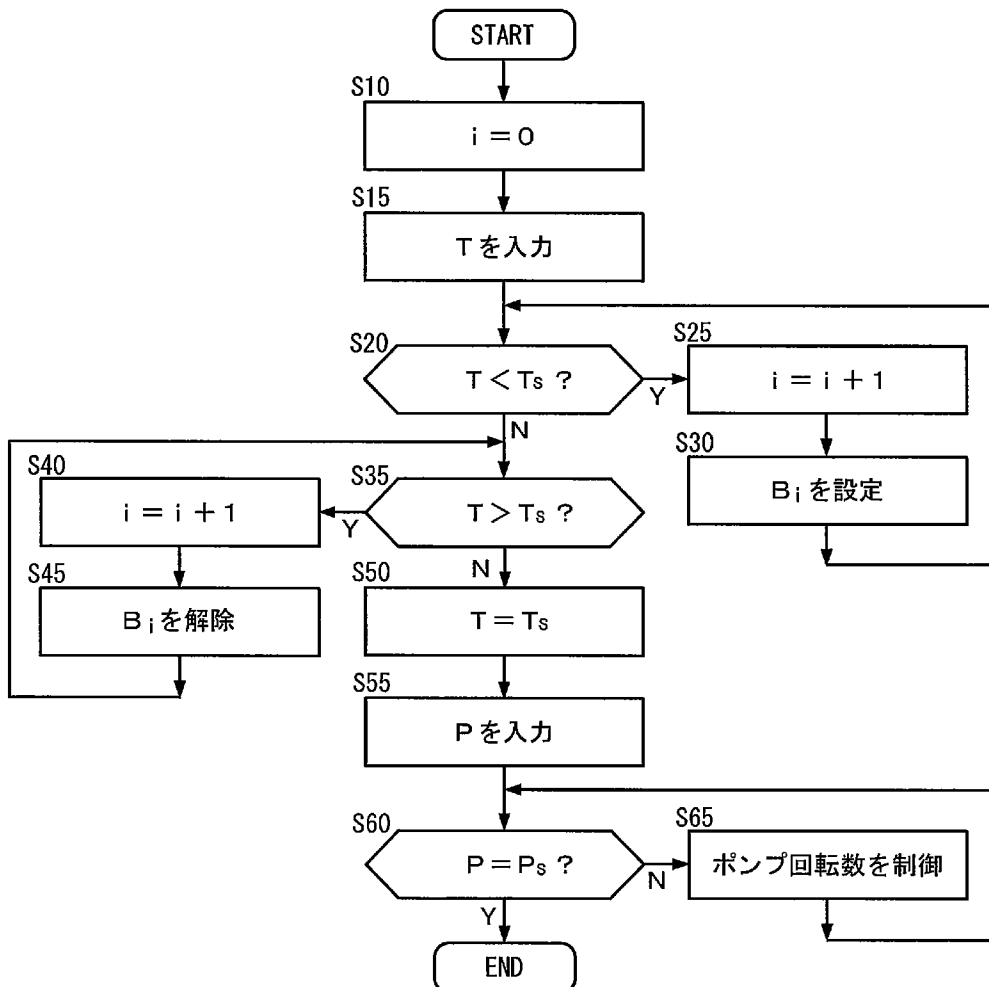 START
S10
i＝0
S15
Tを入力
S20
T＜Ts？
Y
N
S25
i＝i＋1
S30
Biを設定
S35
T＞Ts？
Y
N
S40
i＝i＋1
S45
Biを解除
S50
T＝Ts
S55
Pを入力
S60
P＝Ps？
N
Y
S65
ポンプ回転数を制御
END